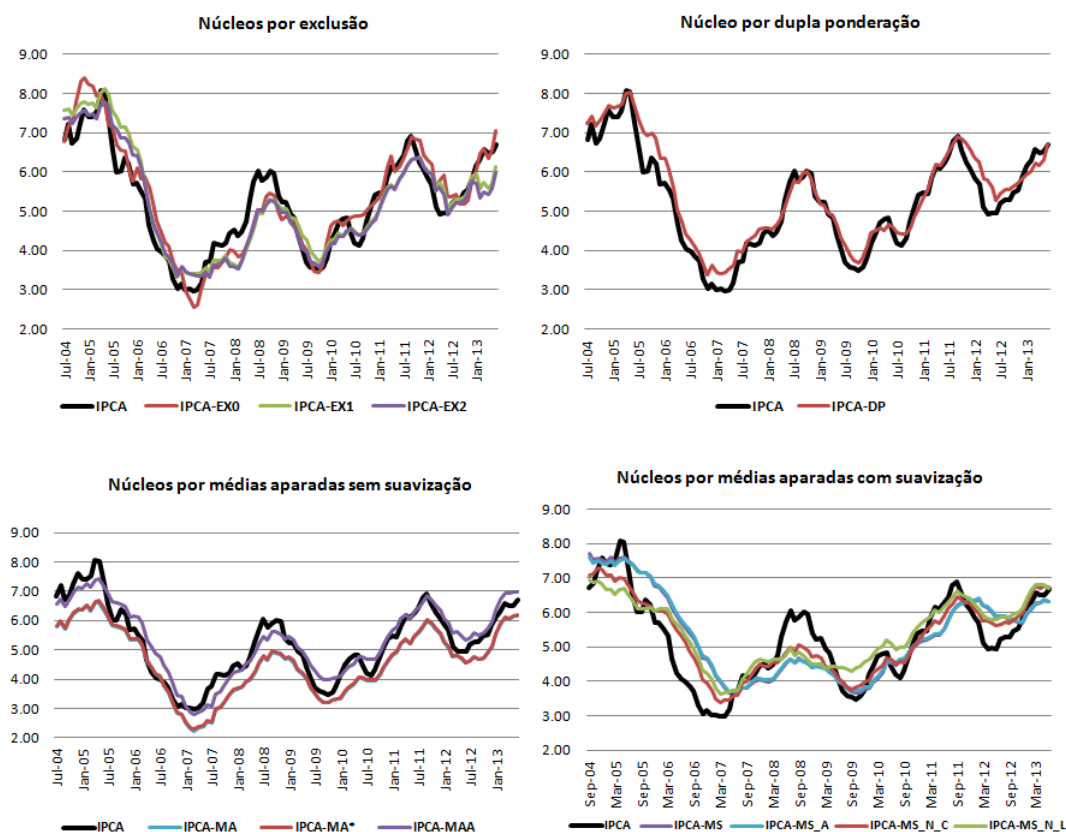 Núcleos por exclusão
9.00
8.00
7.00
6.00
5.00
4.00
3.00
2.00
Jul-04
Jan-05
Jul-05
Jan-06
Jul-06
Jan-07
Jul-07
Jan-08
Jul-08
Jan-09
Jul-09
Jan-10
Jul-10
Jan-11
Jul-11
Jan-12
Jul-12
Jan-13
IPCA IPCA-EX0 IPCA-EX1 IPCA-EX2
Núcleo por dupla ponderação
9.00
8.00
7.00
6.00
5.00
4.00
3.00
2.00
Jul-04
Jan-05
Jul-05
Jan-06
Jul-06
Jan-07
Jul-07
Jan-08
Jul-08
Jan-09
Jul-09
Jan-10
Jul-10
Jan-11
Jul-11
Jan-12
Jul-12
Jan-13
IPCA IPCA-DP
Núcleos por médias aparadas sem suavização
9.00
8.00
7.00
6.00
5.00
4.00
3.00
2.00
Jul-04
Jan-05
Jul-05
Jan-06
Jul-06
Jan-07
Jul-07
Jan-08
Jul-08
Jan-09
Jul-09
Jan-10
Jul-10
Jan-11
Jul-11
Jan-12
Jul-12
Jan-13
IPCA IPCA-MA IPCA-MA* IPCA-MAA
Núcleos por médias aparadas com suavização
9.00
8.00
7.00
6.00
5.00
4.00
3.00
2.00
Sep-04
Mar-05
Sep-05
Mar-06
Sep-06
Mar-07
Sep-07
Mar-08
Sep-08
Mar-09
Sep-09
Mar-10
Sep-10
Mar-11
Sep-11
Mar-12
Sep-12
Mar-13
IPCA IPCA-MS IPCA-MS_A IPCA-MS_N_C IPCA-MS_N_L